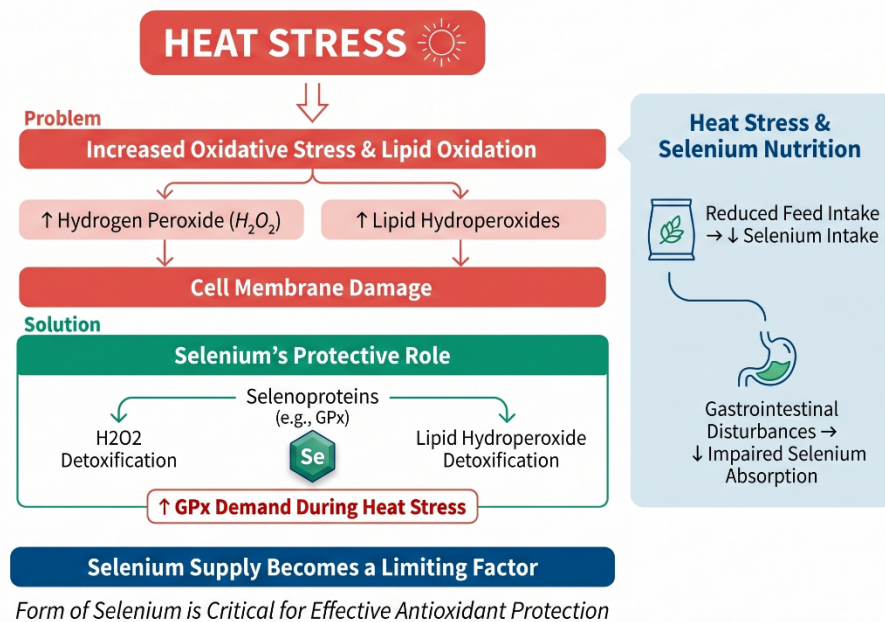 HEAT STRESS
Problem
Increased Oxidative Stress & Lipid Oxidation
↑ Hydrogen Peroxide (H₂O₂)
↑ Lipid Hydroperoxides
Cell Membrane Damage
Solution
Selenium's Protective Role
Selenoproteins
(e.g., GPx)
H2O2
Detoxification
Se
Lipid Hydroperoxide
Detoxification
↑ GPx Demand During Heat Stress
Selenium Supply Becomes a Limiting Factor
Form of Selenium is Critical for Effective Antioxidant Protection
Heat Stress &
Selenium Nutrition
Reduced Feed Intake
→ ↓ Selenium Intake
Gastrointestinal
Disturbances →
↓ Impaired Selenium
Absorption